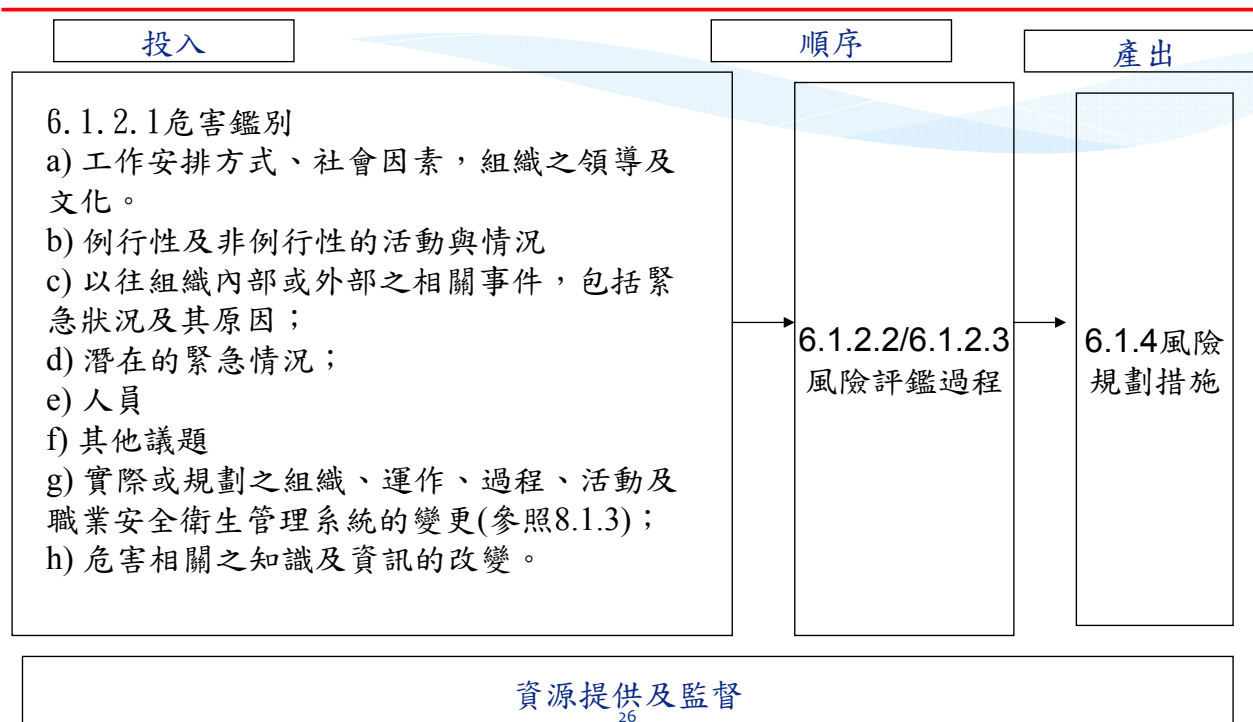 投入
順序
產出
6.1.2.1危害鑑別
a) 工作安排方式、社會因素，組織之領導及
文化。
b) 例行性及非例行性的活動與情況
c) 以往組織內部或外部之相關事件，包括緊
急狀況及其原因；
d) 潛在的緊急情況；
e) 人員
f) 其他議題
g) 實際或規劃之組織、運作、過程、活動及
職業安全衛生管理系統的變更(參照8.1.3)；
h) 危害相關之知識及資訊的改變。
6.1.2.2/6.1.2.3
風險評鑑過程
6.1.4風險
規劃措施
資源提供及監督
26